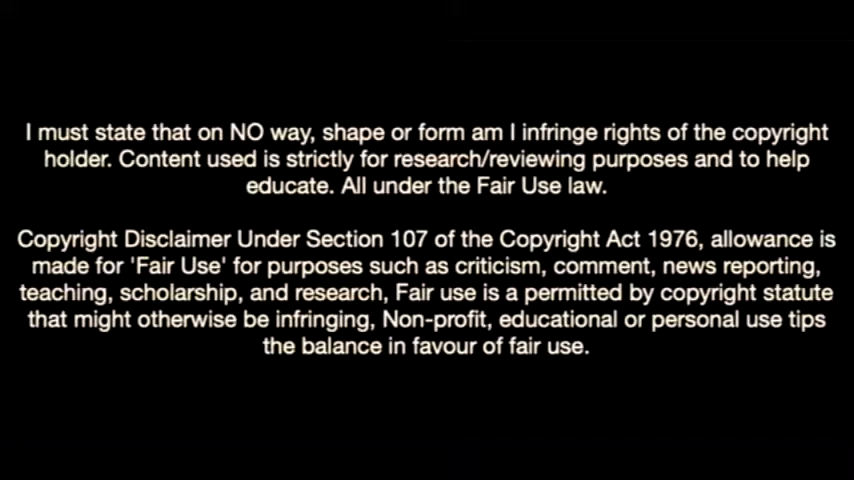 I must state that on NO way, shape or form am I infringe rights of the copyright
holder. Content used is strictly for research/reviewing purposes and to help
educate. All under the Fair Use law.
Copyright Disclaimer Under Section 107 of the Copyright Act 1976, allowance is
made for 'Fair Use' for purposes such as criticism, comment, news reporting,
teaching, scholarship, and research, Fair use is a permitted by copyright statute
that might otherwise be infringing, Non-profit, educational or personal use tips
the balance in favour of fair use.